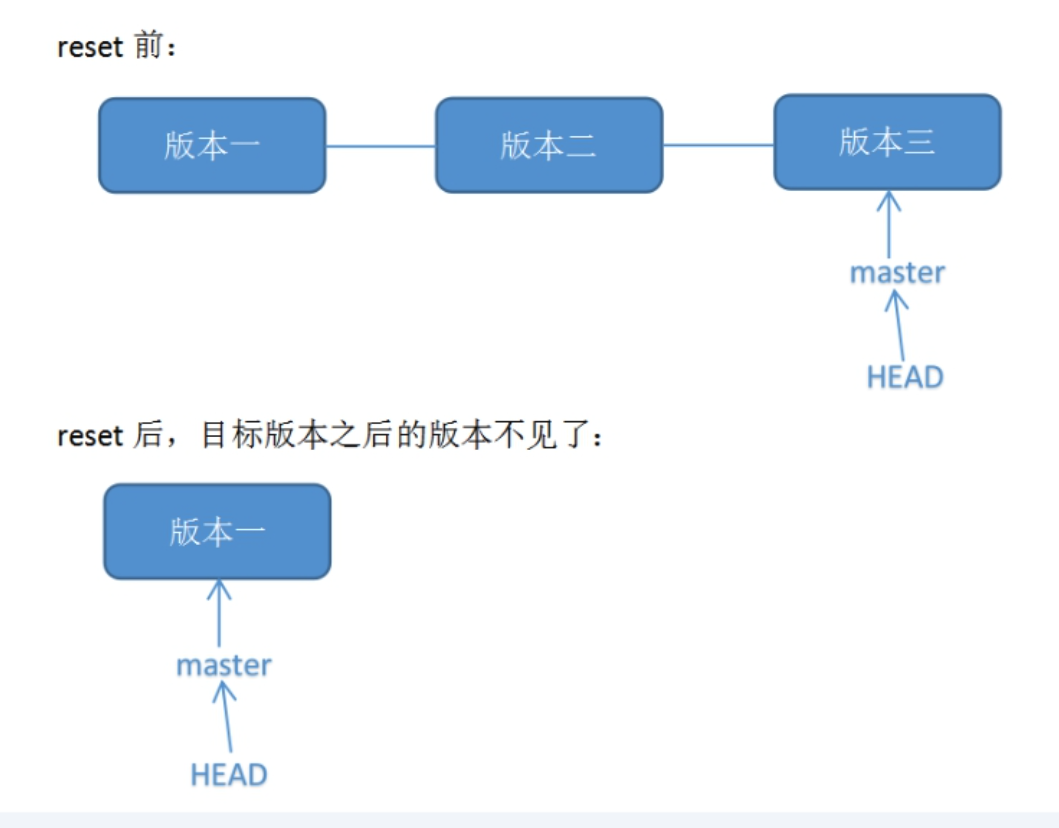 reset 前：
版本一 版本二 版本三
master
HEAD
reset 后，目标版本之后的版本不见了：
版本一
master
HEAD